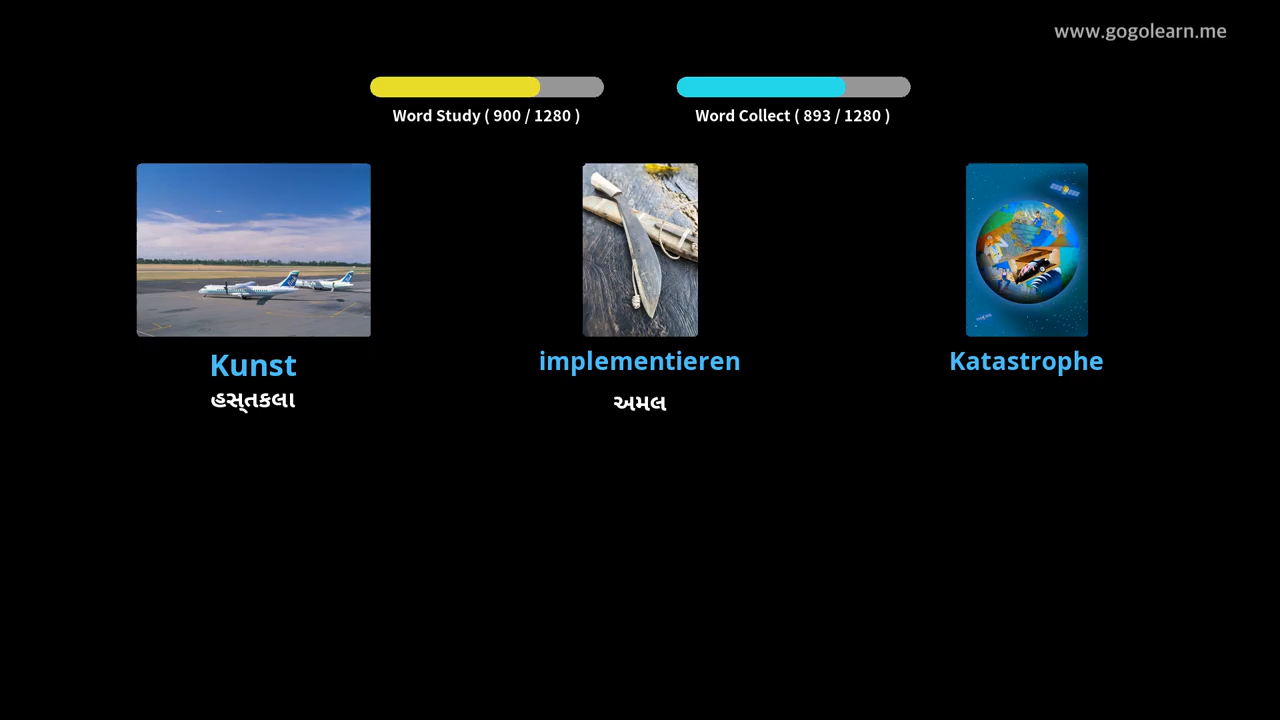 www.gogolearn.me
Word Study ( 900 / 1280 )
Word Collect ( 893 / 1280 )
Kunst
હસ્તકલા
implementieren
અમલ
Katastrophe